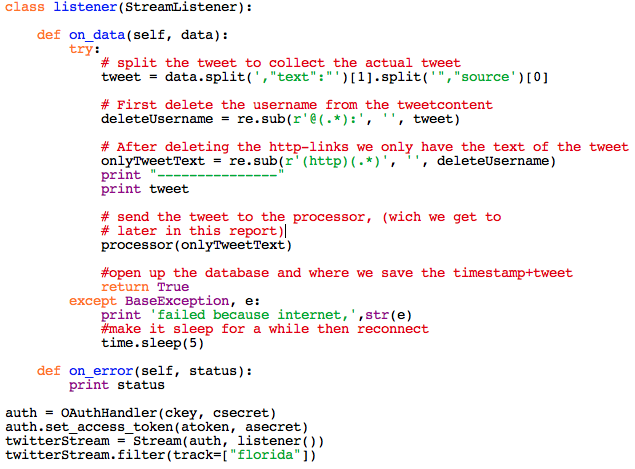 class listener(StreamListener):
def on_data(self, data):
try:
# split the tweet to collect the actual tweet
tweet = data.split(',"text":"')[1].split('","source')[0]
# First delete the username from the tweetcontent
deleteUsername = re.sub(r'@(.*):', '', tweet)
# After deleting the http-links we only have the text of the tweet
onlyTweetText = re.sub(r'(http)(.*)', '', deleteUsername)
print "---------------"
print tweet
# send the tweet to the processor, (wich we get to
# later in this report)
processor(onlyTweetText)
#open up the database and where we save the timestamp+tweet
return True
except BaseException, e:
print 'failed because internet,',str(e)
#make it sleep for a while then reconnect
time.sleep(5)
def on_error(self, status):
print status
auth = OAuthHandler(ckey, csecret)
auth.set_access_token(atoken, asecret)
twitterStream = Stream(auth, listener())
twitterStream.filter(track=["florida"])